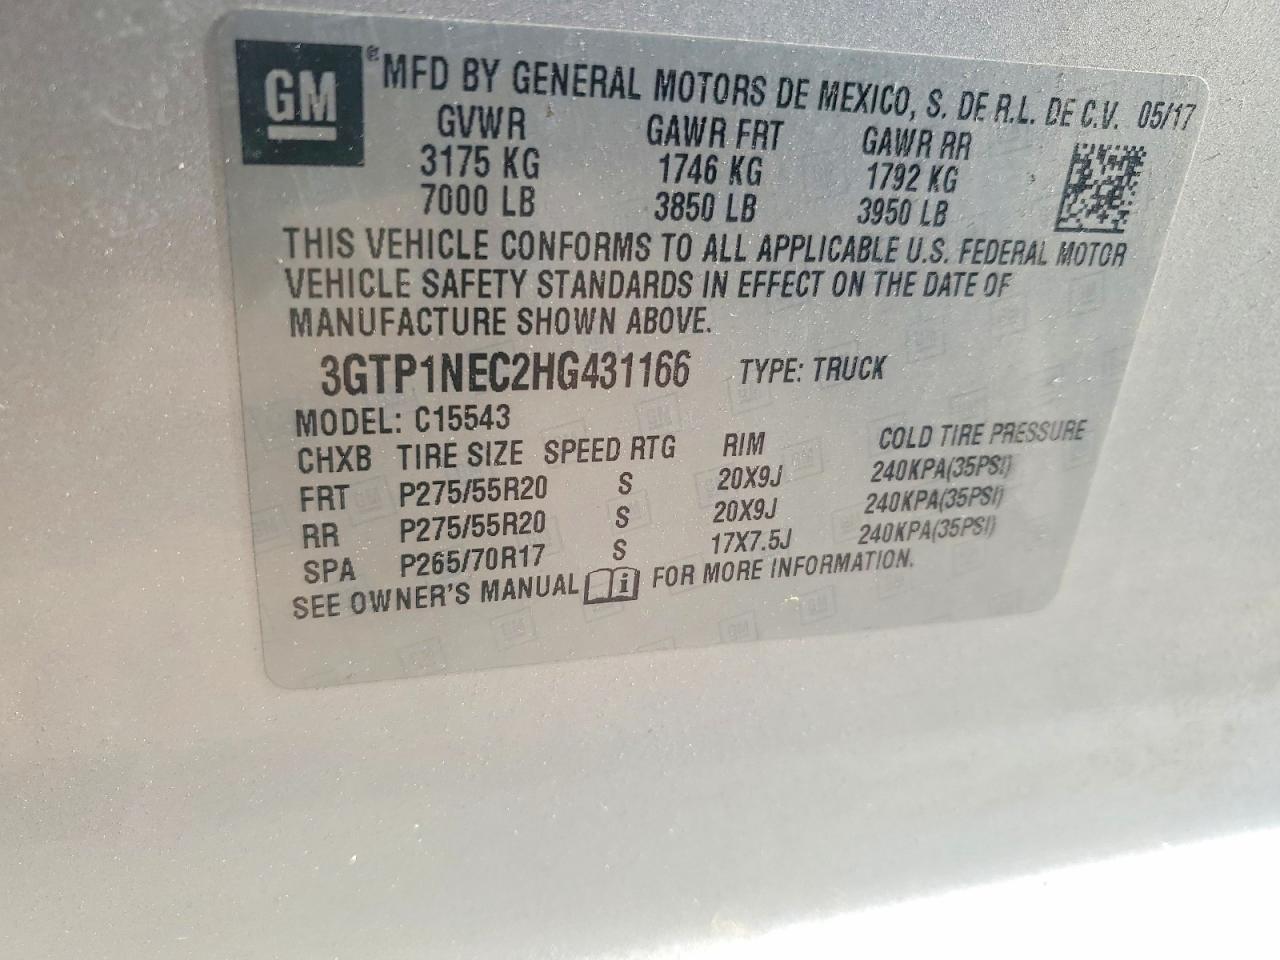 GM
® MFD BY GENERAL MOTORS DE MEXICO, S. DE R.L. DE C.V. 05/17
GVWR GAWR FRT GAWR RR
3175 KG 1746 KG 1792 KG
7000 LB 3850 LB 3950 LB
THIS VEHICLE CONFORMS TO ALL APPLICABLE U.S. FEDERAL MOTOR
VEHICLE SAFETY STANDARDS IN EFFECT ON THE DATE OF
MANUFACTURE SHOWN ABOVE.
3GTP1NEC2HG431166 TYPE: TRUCK
MODEL: C15543
CHXB TIRE SIZE SPEED RTG RIM COLD TIRE PRESSURE
FRT P275/55R20 S 20X9J 240KPA(35PSI)
RR P275/55R20 S 20X9J 240KPA(35PSI)
SPA P265/70R17 S 17X7.5J 240KPA(35PSI)
SEE OWNER'S MANUAL i FOR MORE INFORMATION.